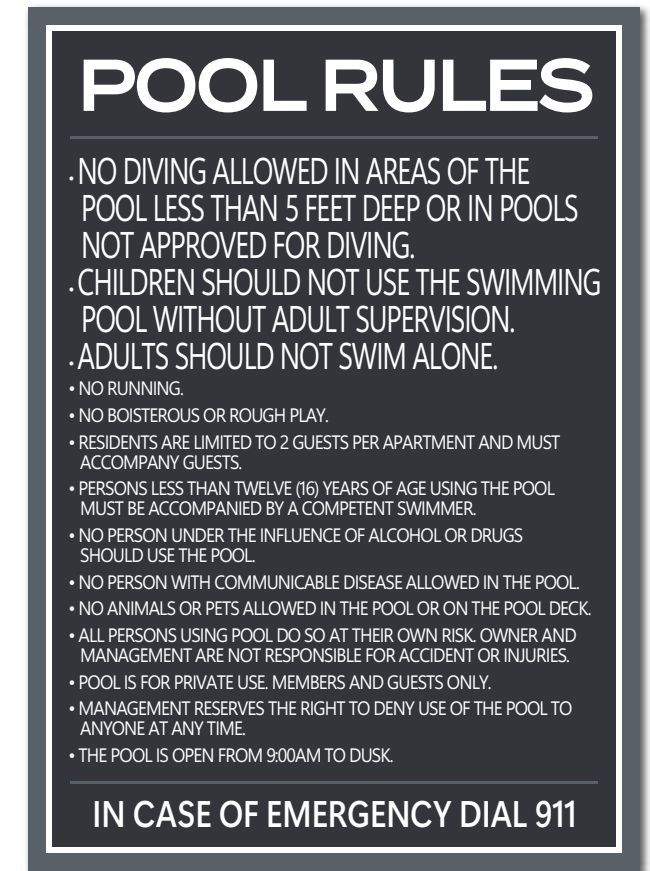 POOL RULES
• NO DIVING ALLOWED IN AREAS OF THE
POOL LESS THAN 5 FEET DEEP OR IN POOLS
NOT APPROVED FOR DIVING.
• CHILDREN SHOULD NOT USE THE SWIMMING
POOL WITHOUT ADULT SUPERVISION.
• ADULTS SHOULD NOT SWIM ALONE.
• NO RUNNING.
• NO BOISTEROUS OR ROUGH PLAY.
• RESIDENTS ARE LIMITED TO 2 GUESTS PER APARTMENT AND MUST
ACCOMPANY GUESTS.
• PERSONS LESS THAN TWELVE (16) YEARS OF AGE USING THE POOL
MUST BE ACCOMPANIED BY A COMPETENT SWIMMER.
• NO PERSON UNDER THE INFLUENCE OF ALCOHOL OR DRUGS
SHOULD USE THE POOL.
• NO PERSON WITH COMMUNICABLE DISEASE ALLOWED IN THE POOL.
• NO ANIMALS OR PETS ALLOWED IN THE POOL OR ON THE POOL DECK.
• ALL PERSONS USING POOL DO SO AT THEIR OWN RISK. OWNER AND
MANAGEMENT ARE NOT RESPONSIBLE FOR ACCIDENT OR INJURIES.
• POOL IS FOR PRIVATE USE. MEMBERS AND GUESTS ONLY.
• MANAGEMENT RESERVES THE RIGHT TO DENY USE OF THE POOL TO
ANYONE AT ANY TIME.
• THE POOL IS OPEN FROM 9:00AM TO DUSK.
IN CASE OF EMERGENCY DIAL 911